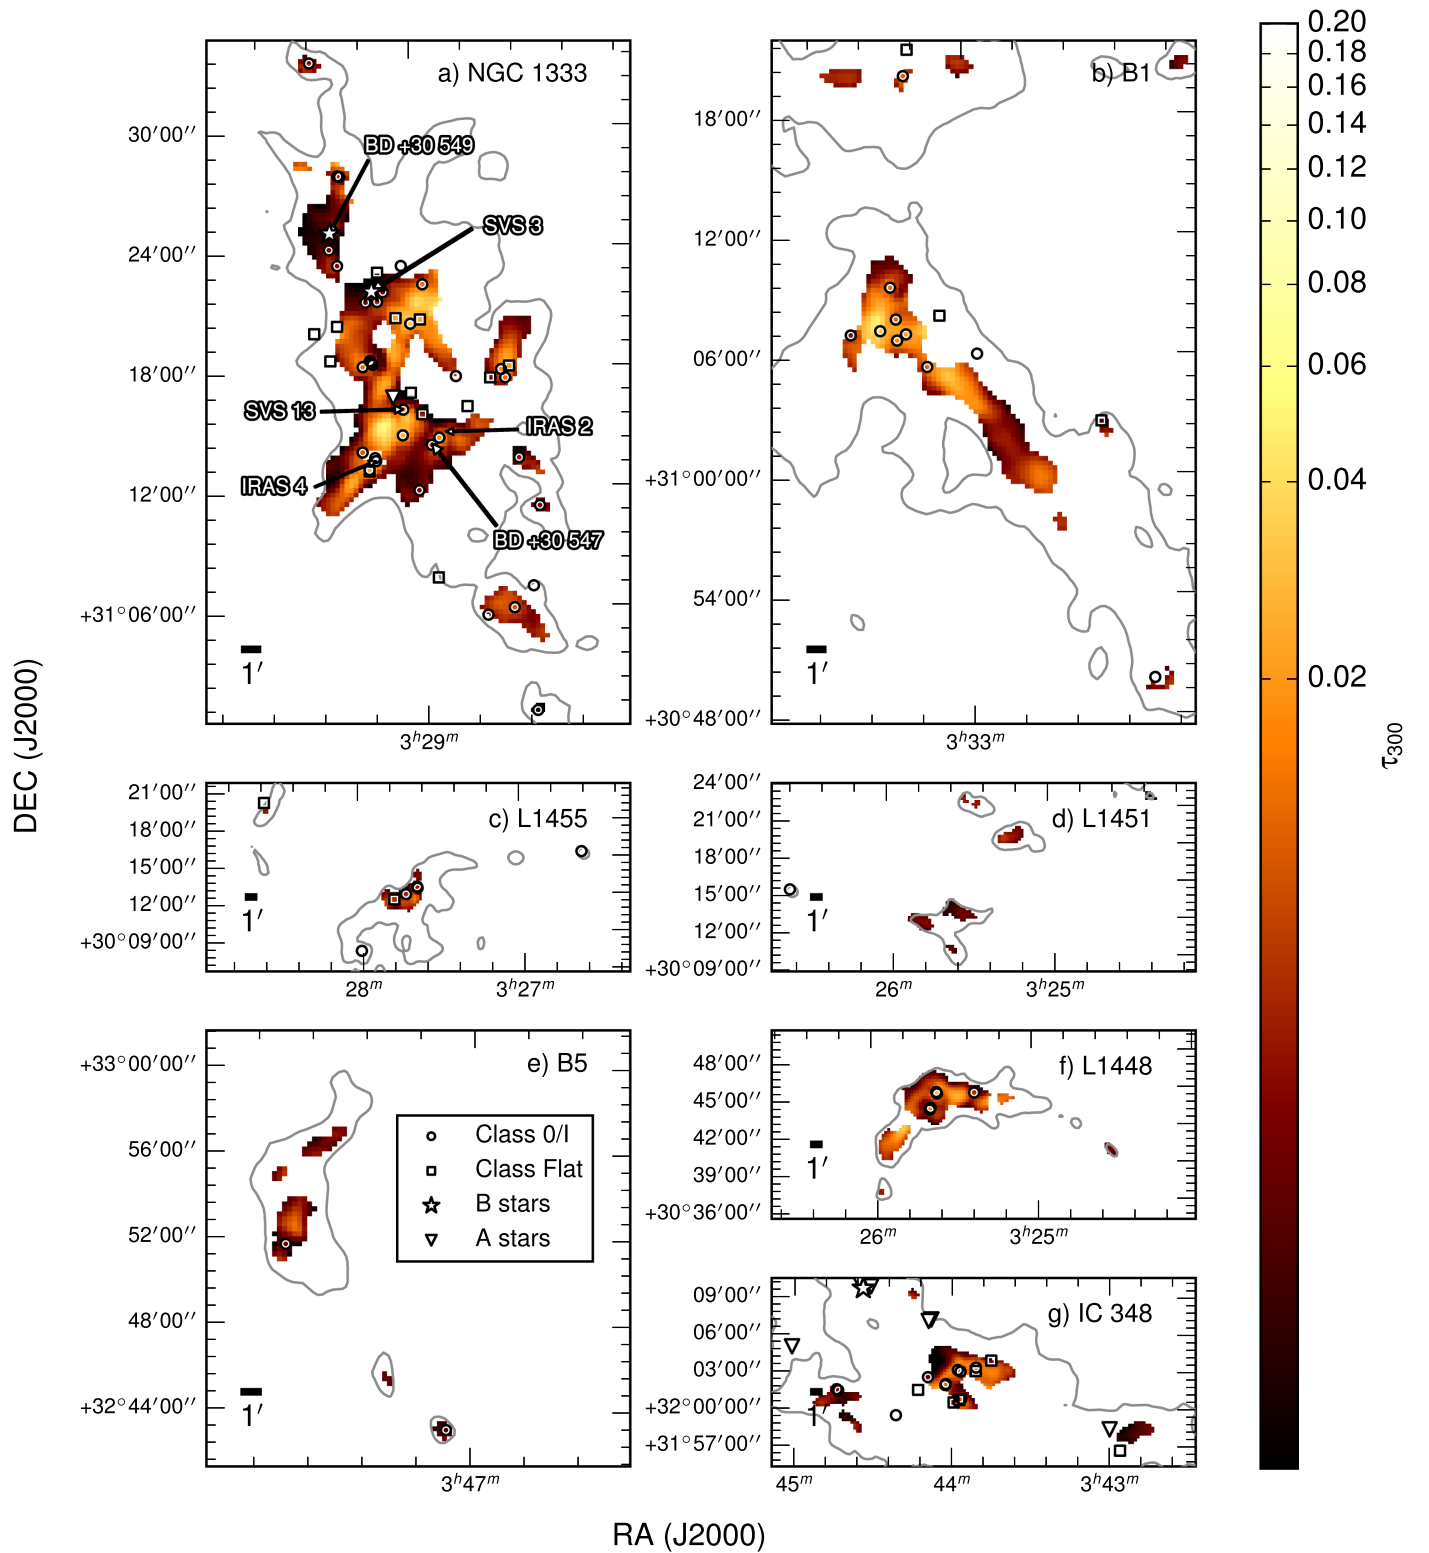 a) NGC 1333
BD +30 549
SVS 3
SVS 13
IRAS 2
IRAS 4
BD +30 547
30′00′′
24′00′′
18′00′′
12′00′′
+31°06′00′′
1′
3ʰ29ᵐ
b) B1
18′00′′
12′00′′
06′00′′
+31°00′00′′
54′00′′
+30°48′00′′
1′
3ʰ33ᵐ
c) L1455
21′00′′
18′00′′
15′00′′
12′00′′
+30°09′00′′
1′
28ᵐ
3ʰ27ᵐ
d) L1451
24′00′′
21′00′′
18′00′′
15′00′′
12′00′′
+30°09′00′′
1′
26ᵐ
3ʰ25ᵐ
e) B5
+33°00′00′′
56′00′′
52′00′′
48′00′′
+32°44′00′′
1′
3ʰ47ᵐ
Class 0/I
Class Flat
B stars
A stars
f) L1448
48′00′′
45′00′′
42′00′′
39′00′′
+30°36′00′′
1′
26ᵐ
3ʰ25ᵐ
g) IC 348
09′00′′
06′00′′
03′00′′
+32°00′00′′
+31°57′00′′
1′
45ᵐ
44ᵐ
3ʰ43ᵐ
DEC (J2000)
RA (J2000)
0.20
0.18
0.16
0.14
0.12
0.10
0.08
0.06
0.04
0.02
τ₃₀₀